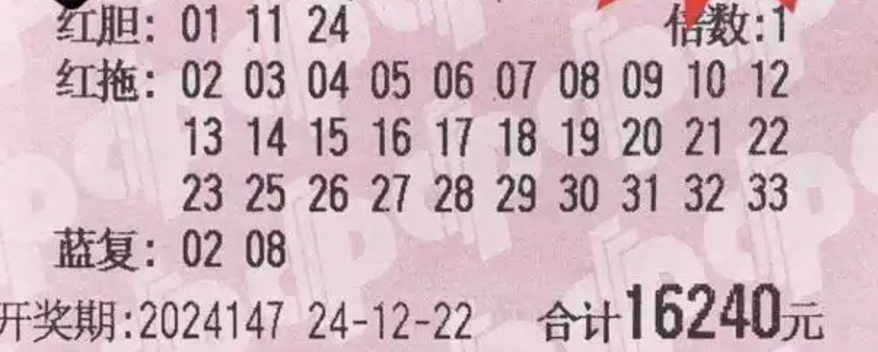 红胆: 01 11 24 倍数:1
红拖: 02 03 04 05 06 07 08 09 10 12
13 14 15 16 17 18 19 20 21 22
23 25 26 27 28 29 30 31 32 33
蓝复: 02 08
开奖期:2024147 24-12-22 合计16240元